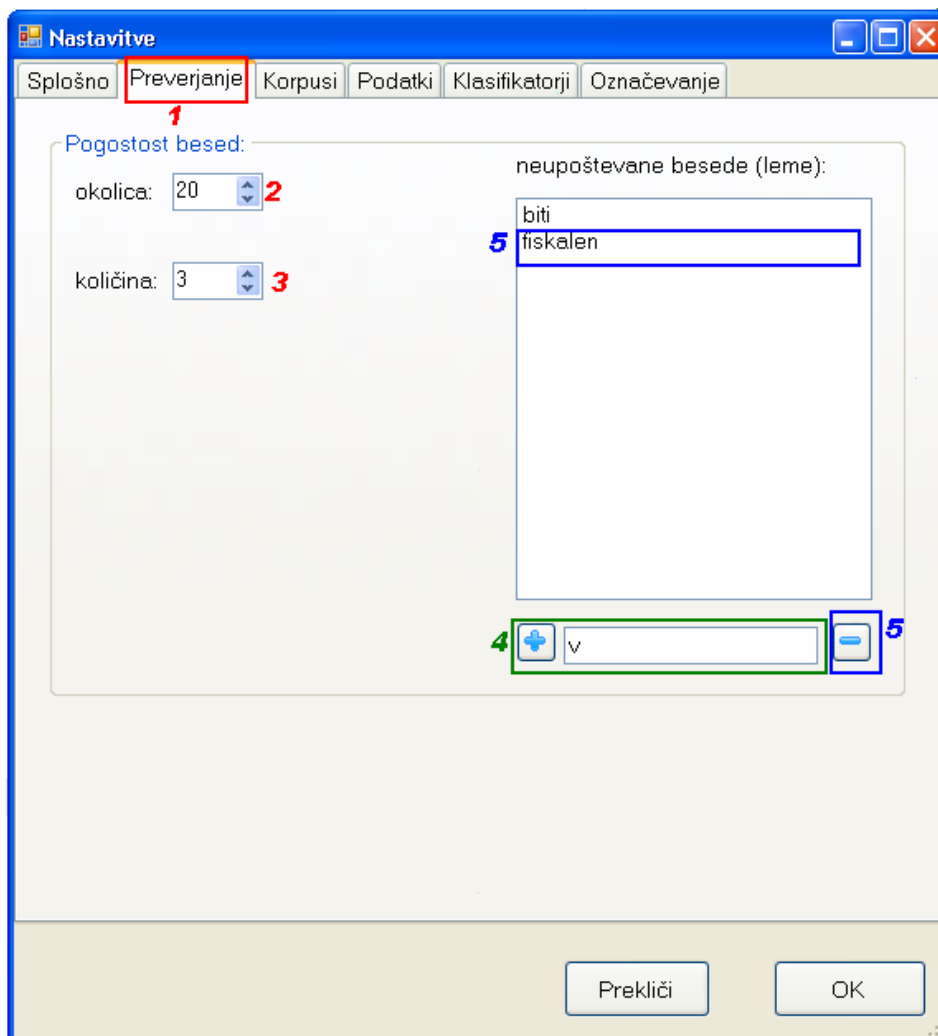 Nastavitve
Splošno Preverjanje Korpusi Podatki Klasifikatorji Označevanje
1
Pogostost besed:
okolica: 20 2
količina: 3 3
neupoštevane besede (leme):
biti
5 fiskalen
4 v 5
Prekliči OK